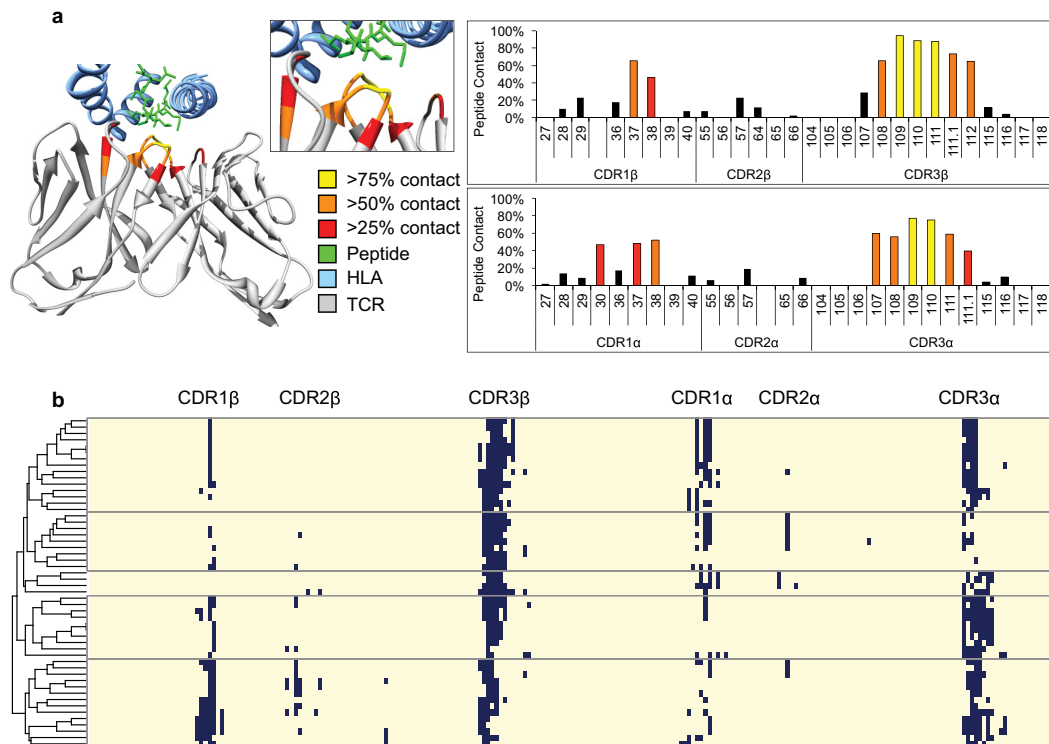 a
>75% contact
>50% contact
>25% contact
Peptide
HLA
TCR
Peptide Contact
100%
80%
60%
40%
20%
0%
27 28 29 36 37 38 39 40 55 57 64 65 66 104 105 106 107 108 109 110 111 111.1 112 115 116 117 118
CDR1β CDR2β CDR3β
Peptide Contact
100%
80%
60%
40%
20%
0%
27 28 29 30 36 37 38 39 40 55 56 57 65 66 104 105 106 107 108 109 110 111 111.1 115 116 117 118
CDR1α CDR2α CDR3α
b
CDR1β CDR2β CDR3β CDR1α CDR2α CDR3α